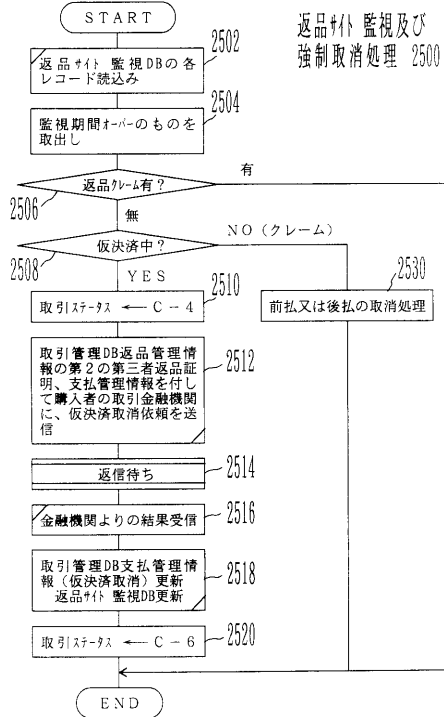 START
返品サイト 監視及び
強制取消処理 2500
返品サイト 監視DBの各
レコード読込み
2502
監視期間オーバーのものを
取出し
2504
返品クレーム有?
2506
有
無
仮決済中?
2508
NO(クレーム)
YES
取引ステータス ← C-4
2510
前払又は後払の取消処理
2530
取引管理DB返品管理情
報の第2の第三者返品証
明、支払管理情報を付し
て購入者の取引金融機関
に、仮決済取消依頼を送
信
2512
返信待ち
2514
金融機関よりの結果受信
2516
取引管理DB支払管理情
報(仮決済取消)更新
返品サイト 監視DB更新
2518
取引ステータス ← C-6
2520
END